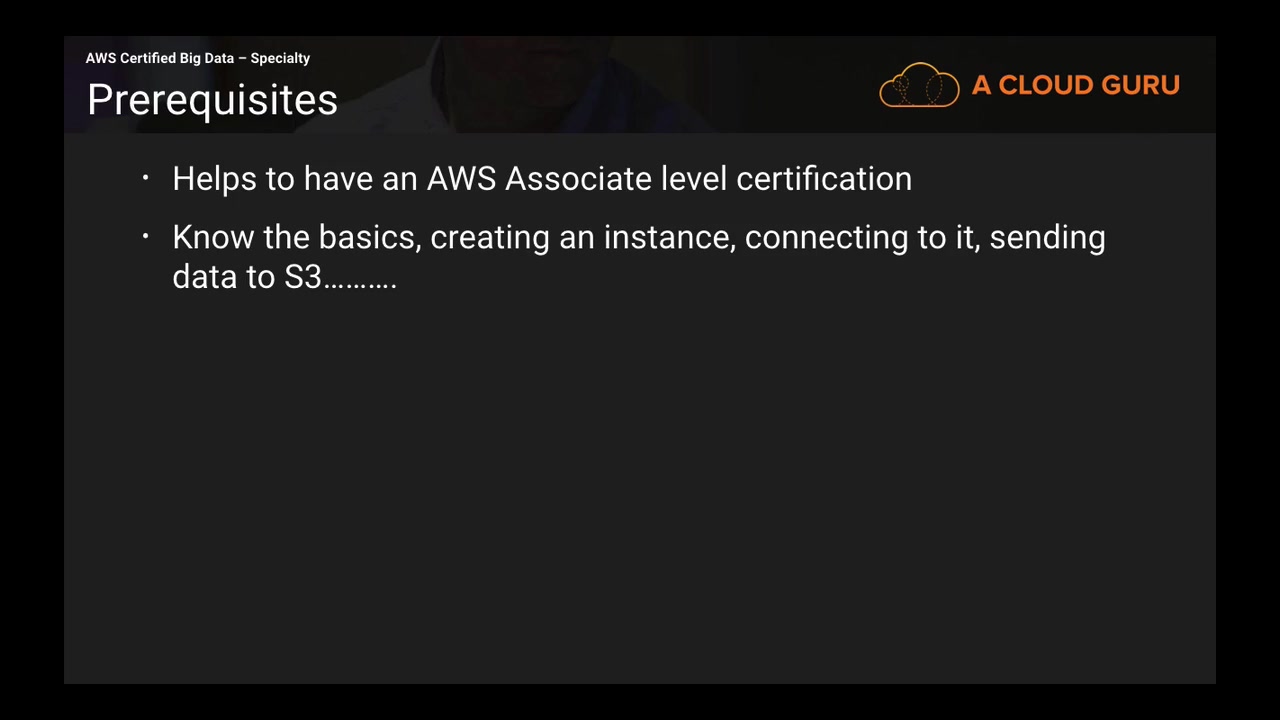 AWS Certified Big Data – Specialty
Prerequisites
A CLOUD GURU
• Helps to have an AWS Associate level certification
• Know the basics, creating an instance, connecting to it, sending
data to S3……….